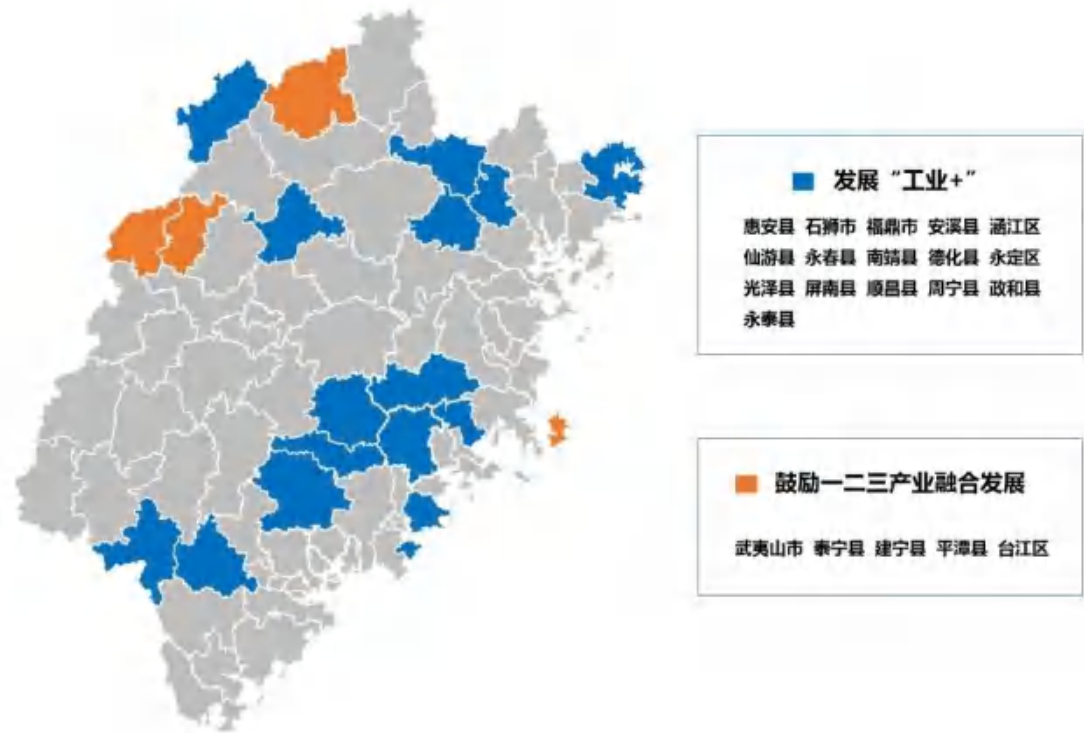 发展“工业+”
惠安县 石狮市 福鼎市 安溪县 涵江区
仙游县 永春县 南靖县 德化县 永定区
光泽县 屏南县 顺昌县 周宁县 政和县
永泰县
鼓励一二三产业融合发展
武夷山市 泰宁县 建宁县 平潭县 台江区